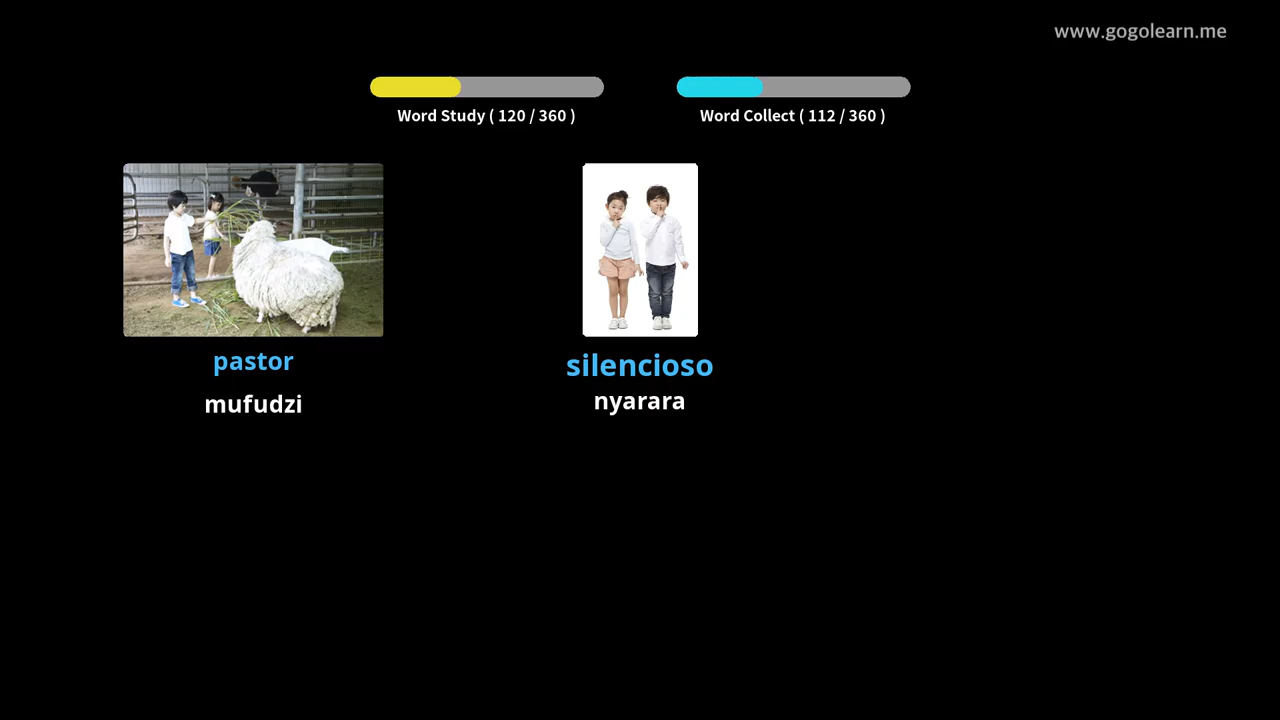 www.gogolearn.me
Word Study ( 120 / 360 )
Word Collect ( 112 / 360 )
pastor
mufudzi
silencioso
nyarara